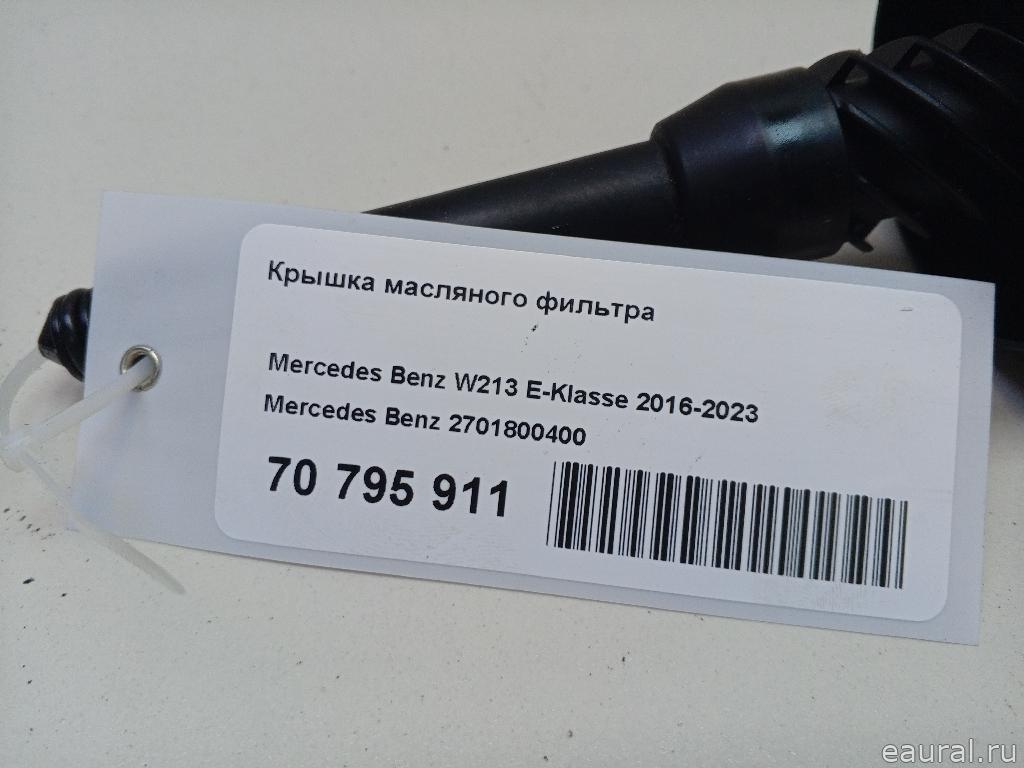 Крышка масляного фильтра
Mercedes Benz W213 E-Klasse 2016-2023
Mercedes Benz 2701800400
70 795 911
eaural.ru